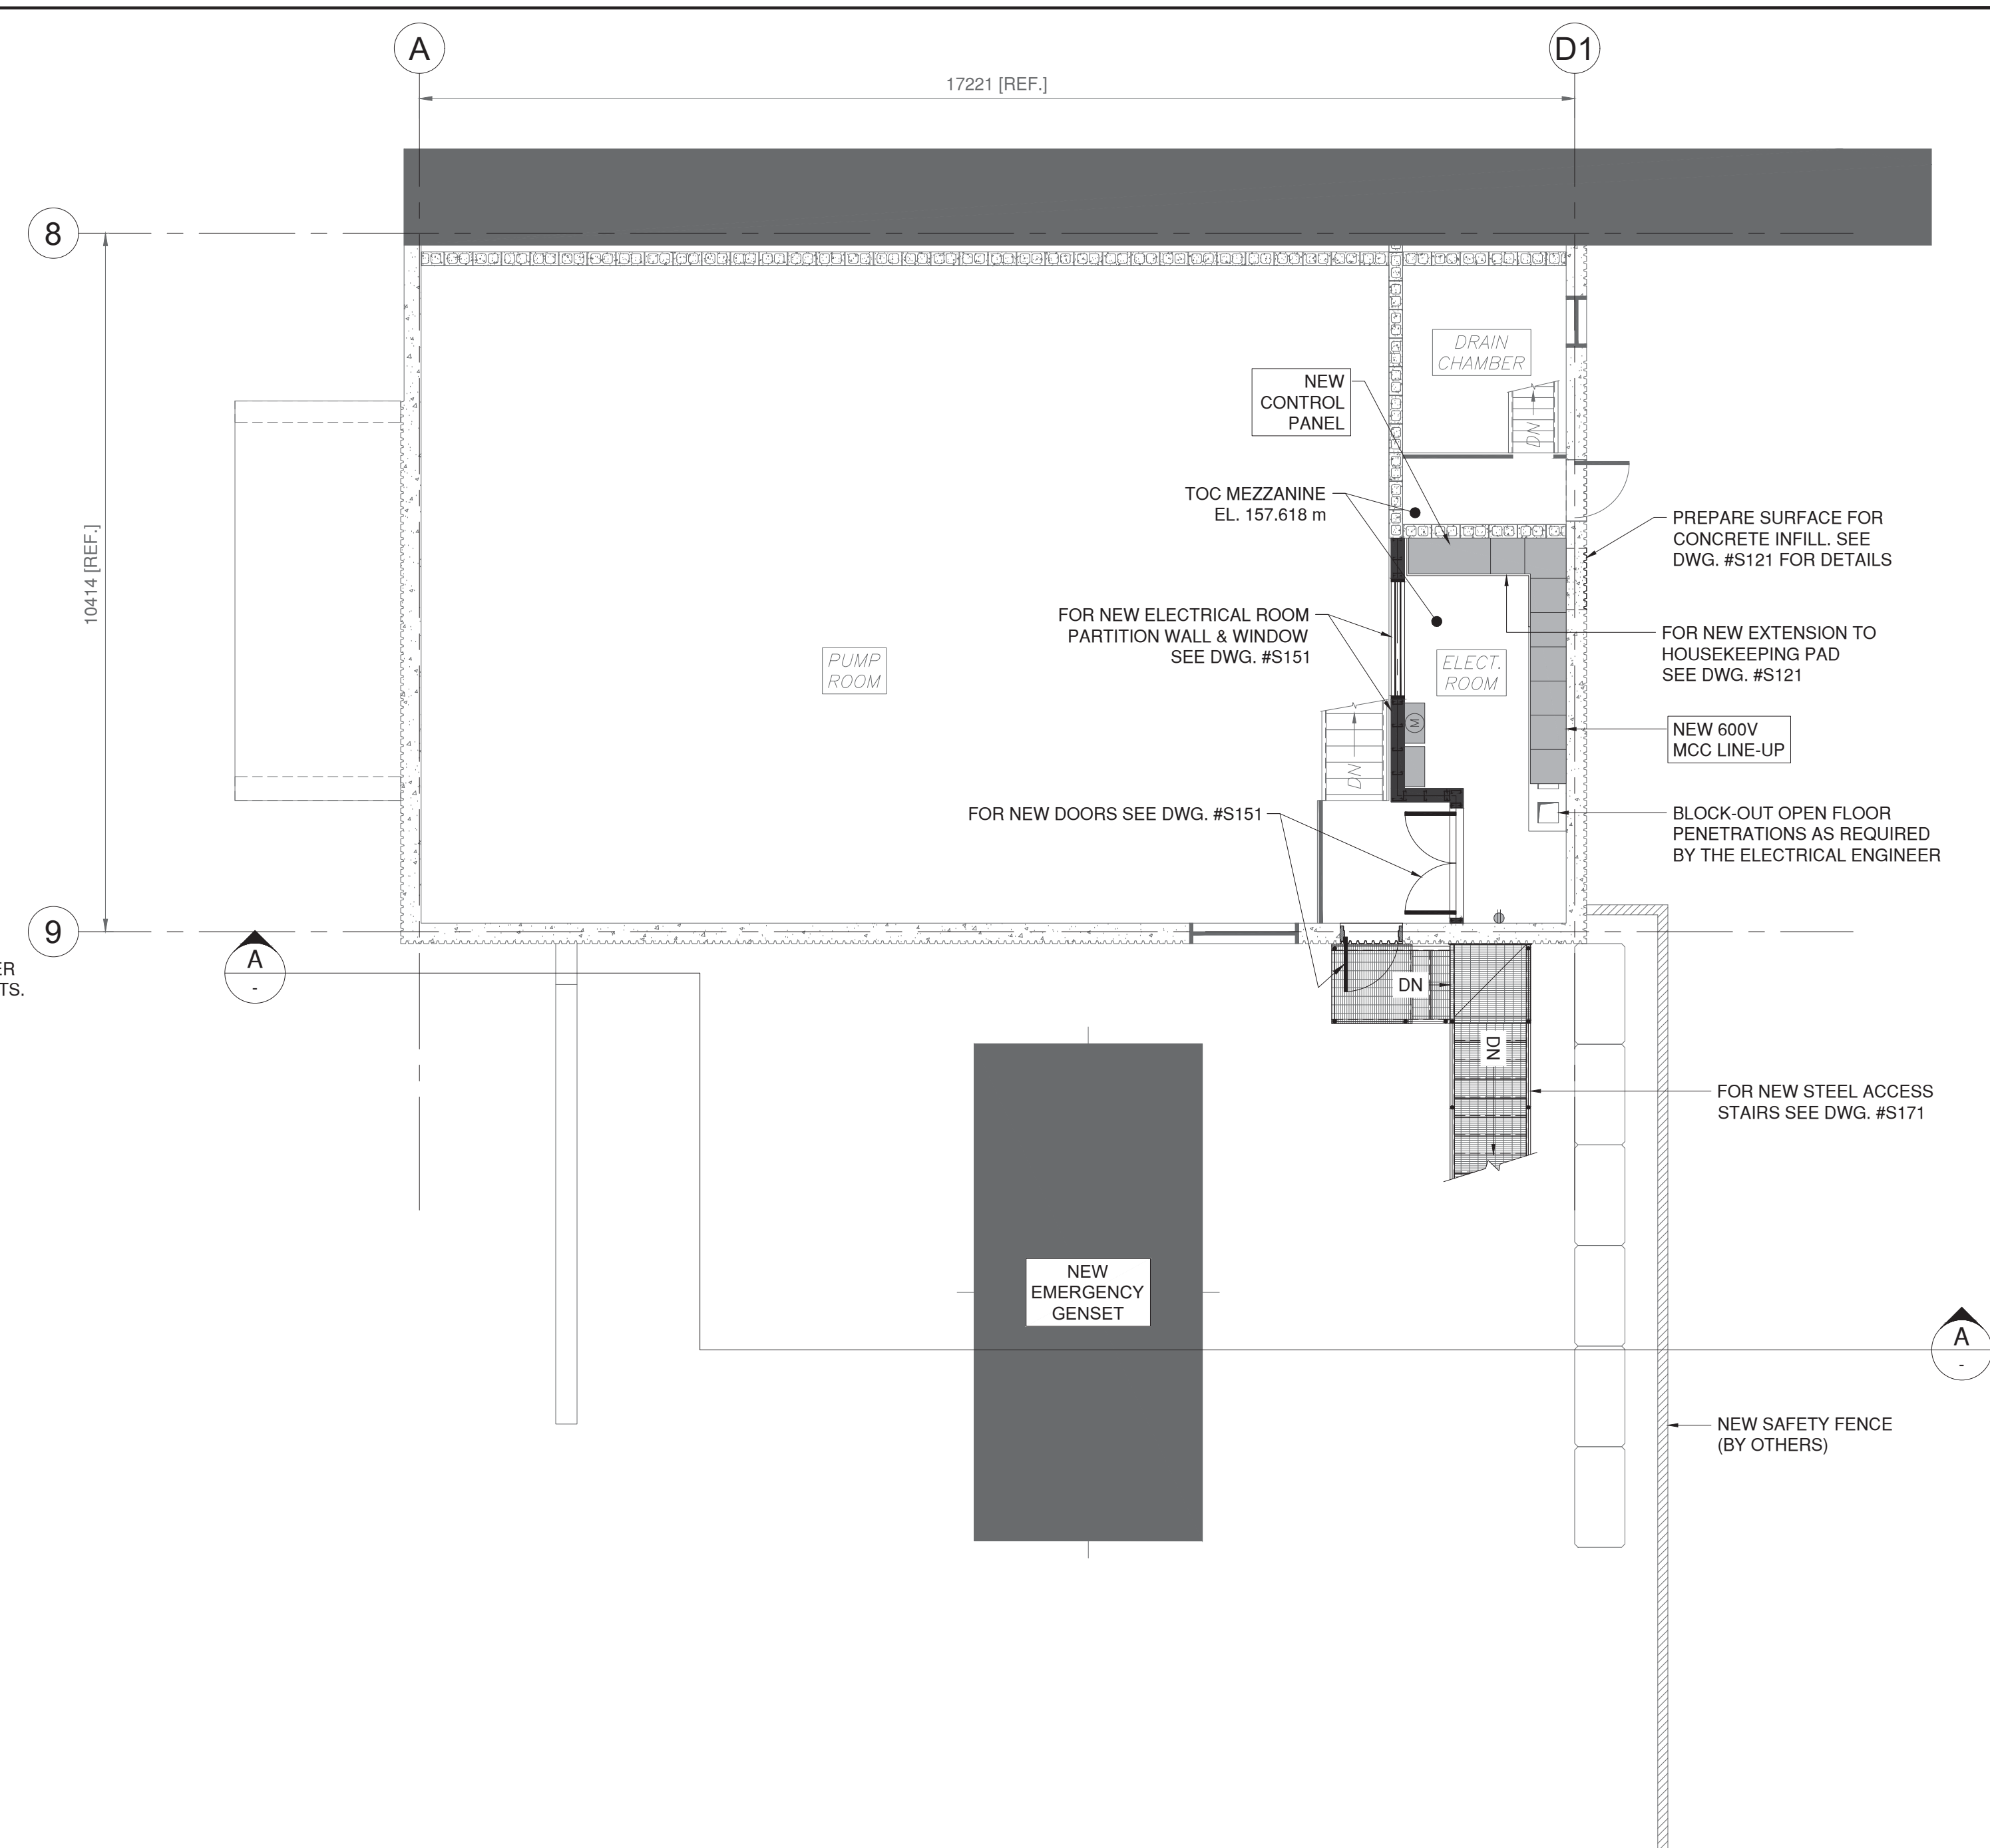 A
D1
17221 [REF.]
8
DRAIN
CHAMBER
NEW
CONTROL
PANEL
DN
TOC MEZZANINE
EL. 157.618 m
PREPARE SURFACE FOR
CONCRETE INFILL. SEE
DWG. #S121 FOR DETAILS
10414 [REF.]
FOR NEW ELECTRICAL ROOM
PARTITION WALL & WINDOW
SEE DWG. #S151
FOR NEW EXTENSION TO
HOUSEKEEPING PAD
SEE DWG. #S121
PUMP
ROOM
ELECT.
ROOM
M
NEW 600V
MCC LINE-UP
DN
FOR NEW DOORS SEE DWG. #S151
BLOCK-OUT OPEN FLOOR
PENETRATIONS AS REQUIRED
BY THE ELECTRICAL ENGINEER
9
A
-
ER
TS.
DN
DN
FOR NEW STEEL ACCESS
STAIRS SEE DWG. #S171
NEW
EMERGENCY
GENSET
A
-
NEW SAFETY FENCE
(BY OTHERS)